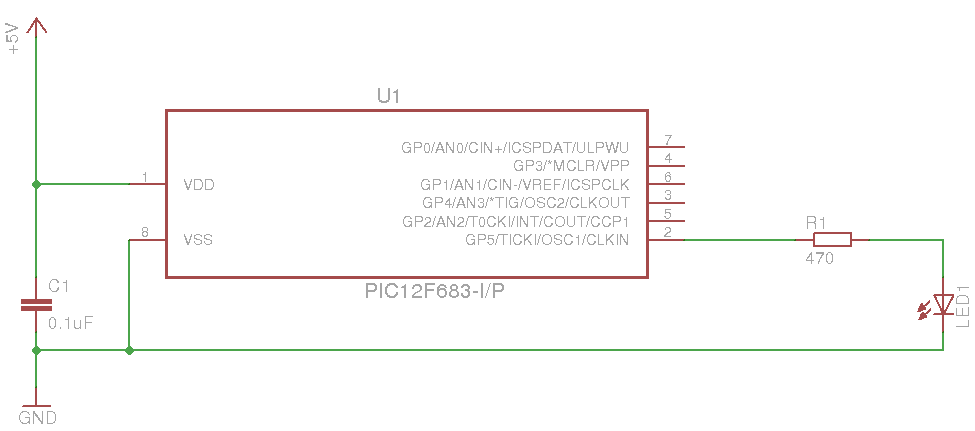 +5V
U1
GP0/AN0/CIN+/ICSPDAT/ULPWU 7
GP3/*MCLR/VPP 4
1 VDD GP1/AN1/CIN-/VREF/ICSPCLK 6
GP4/AN3/*TIG/OSC2/CLKOUT 3
GP2/AN2/T0CKI/INT/COUT/CCP1 5
8 VSS GP5/TICKI/OSC1/CLKIN 2
R1
470
PIC12F683-I/P
C1
0.1uF
LED1
GND